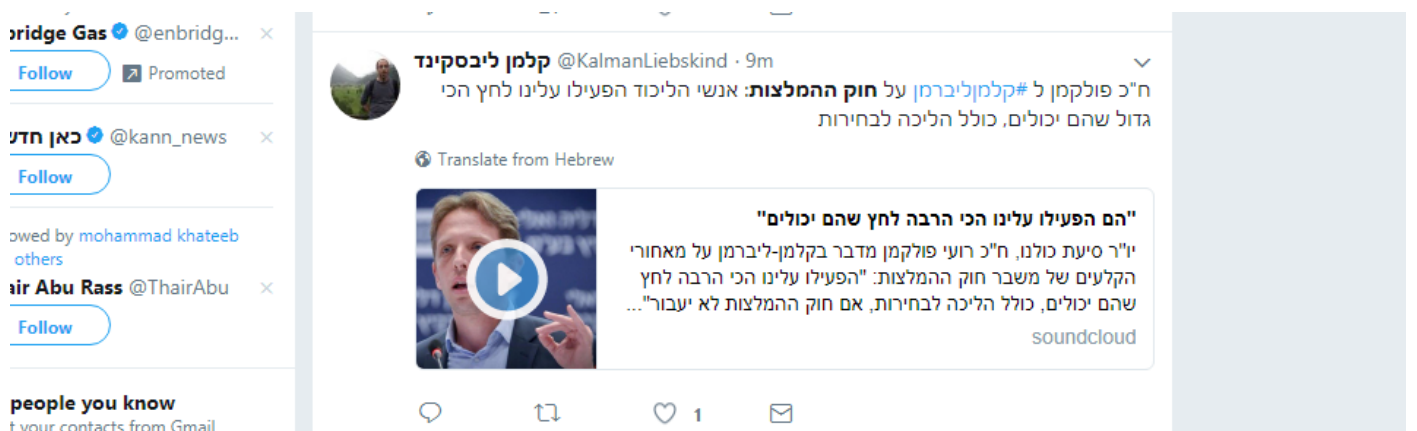 bridge Gas @enbridg...
Follow
Promoted
כאן חדש @kann_news
Follow
owed by mohammad khateeb
others
air Abu Rass @ThairAbu
Follow
people you know
t your contacts from Gmail
קלמן ליבסקינד @KalmanLiebskind · 9m
ח"כ פולקמן ל #קלמןליברמן על חוק ההמלצות: אנשי הליכוד הפעילו עלינו לחץ הכי
גדול שהם יכולים, כולל הליכה לבחירות
Translate from Hebrew
"הם הפעילו עלינו הכי הרבה לחץ שהם יכולים"
יו"ר סיעת כולנו, ח"כ רועי פולקמן מדבר בקלמן-ליברמן על מאחורי
הקלעים של משבר חוק ההמלצות: "הפעילו עלינו הכי הרבה לחץ
שהם יכולים, כולל הליכה לבחירות, אם חוק ההמלצות לא יעבור"...
soundcloud
1